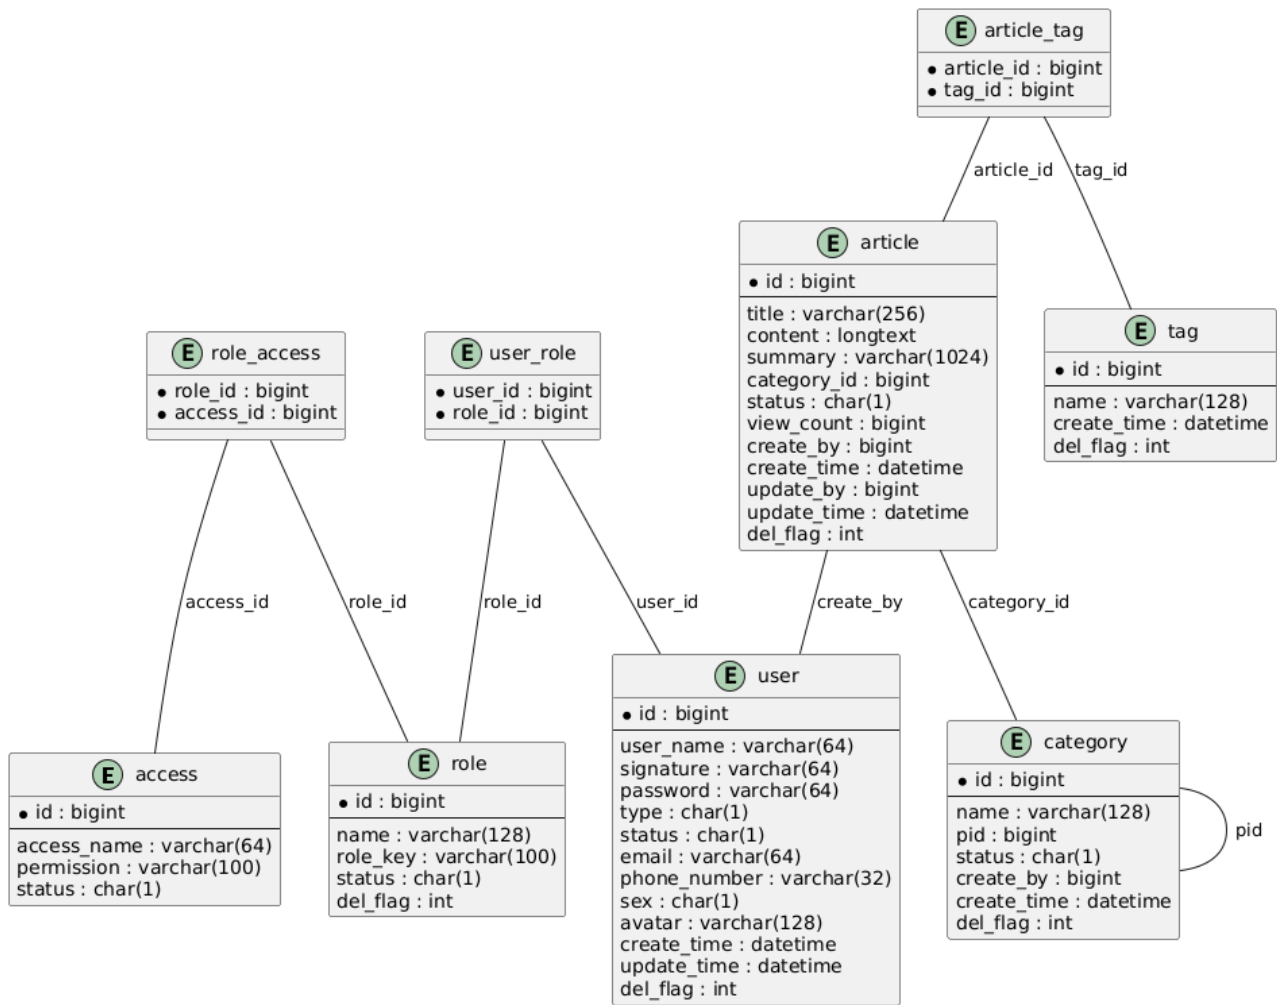 E article_tag
* article_id : bigint
* tag_id : bigint
article_id
tag_id
E article
* id : bigint
title : varchar(256)
content : longtext
summary : varchar(1024)
category_id : bigint
status : char(1)
view_count : bigint
create_by : bigint
create_time : datetime
update_by : bigint
update_time : datetime
del_flag : int
E tag
* id : bigint
name : varchar(128)
create_time : datetime
del_flag : int
E role_access
* role_id : bigint
* access_id : bigint
E user_role
* user_id : bigint
* role_id : bigint
access_id
role_id
role_id
user_id
create_by
category_id
E access
* id : bigint
access_name : varchar(64)
permission : varchar(100)
status : char(1)
E role
* id : bigint
name : varchar(128)
role_key : varchar(100)
status : char(1)
del_flag : int
E user
* id : bigint
user_name : varchar(64)
signature : varchar(64)
password : varchar(64)
type : char(1)
status : char(1)
email : varchar(64)
phone_number : varchar(32)
sex : char(1)
avatar : varchar(128)
create_time : datetime
update_time : datetime
del_flag : int
E category
* id : bigint
name : varchar(128)
pid : bigint
status : char(1)
create_by : bigint
create_time : datetime
del_flag : int
pid